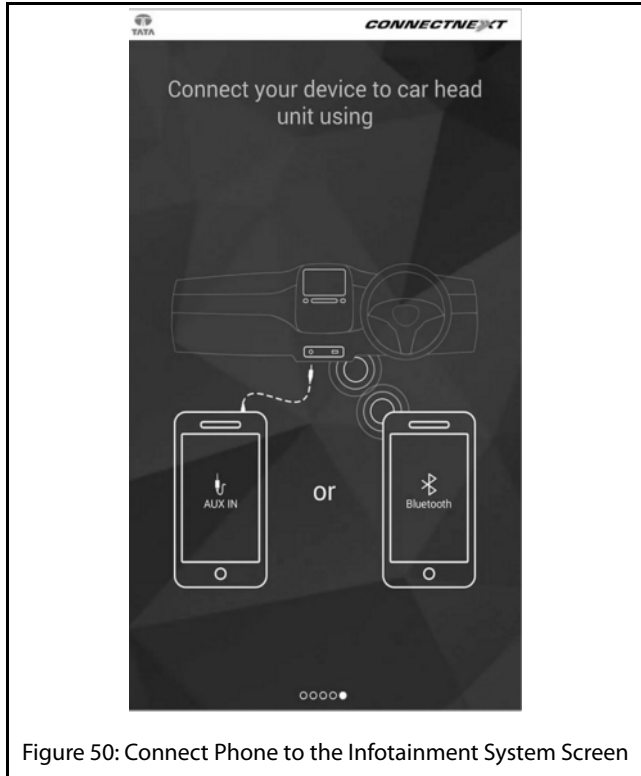 TATA
CONNECTNEXT
Connect your device to car head
unit using
AUX IN
or
Bluetooth
Figure 50: Connect Phone to the Infotainment System Screen